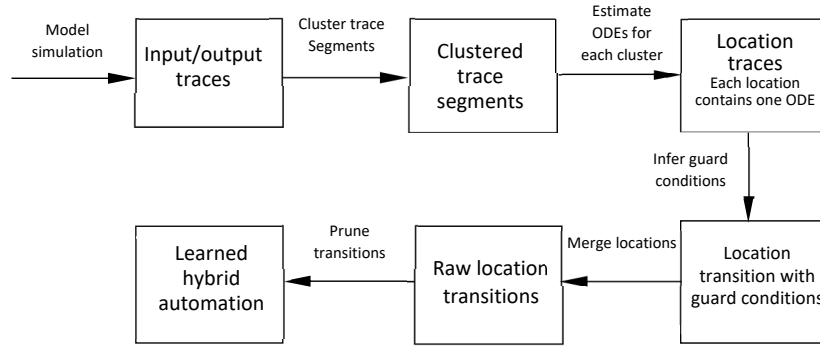 Model
simulation
Input/output
traces
Cluster trace
Segments
Clustered
trace
segments
Estimate
ODEs for
each cluster
Location
traces
Each location
contains one ODE
Infer guard
conditions
Location
transition with
guard conditions
Merge locations
Raw location
transitions
Prune
transitions
Learned
hybrid
automation